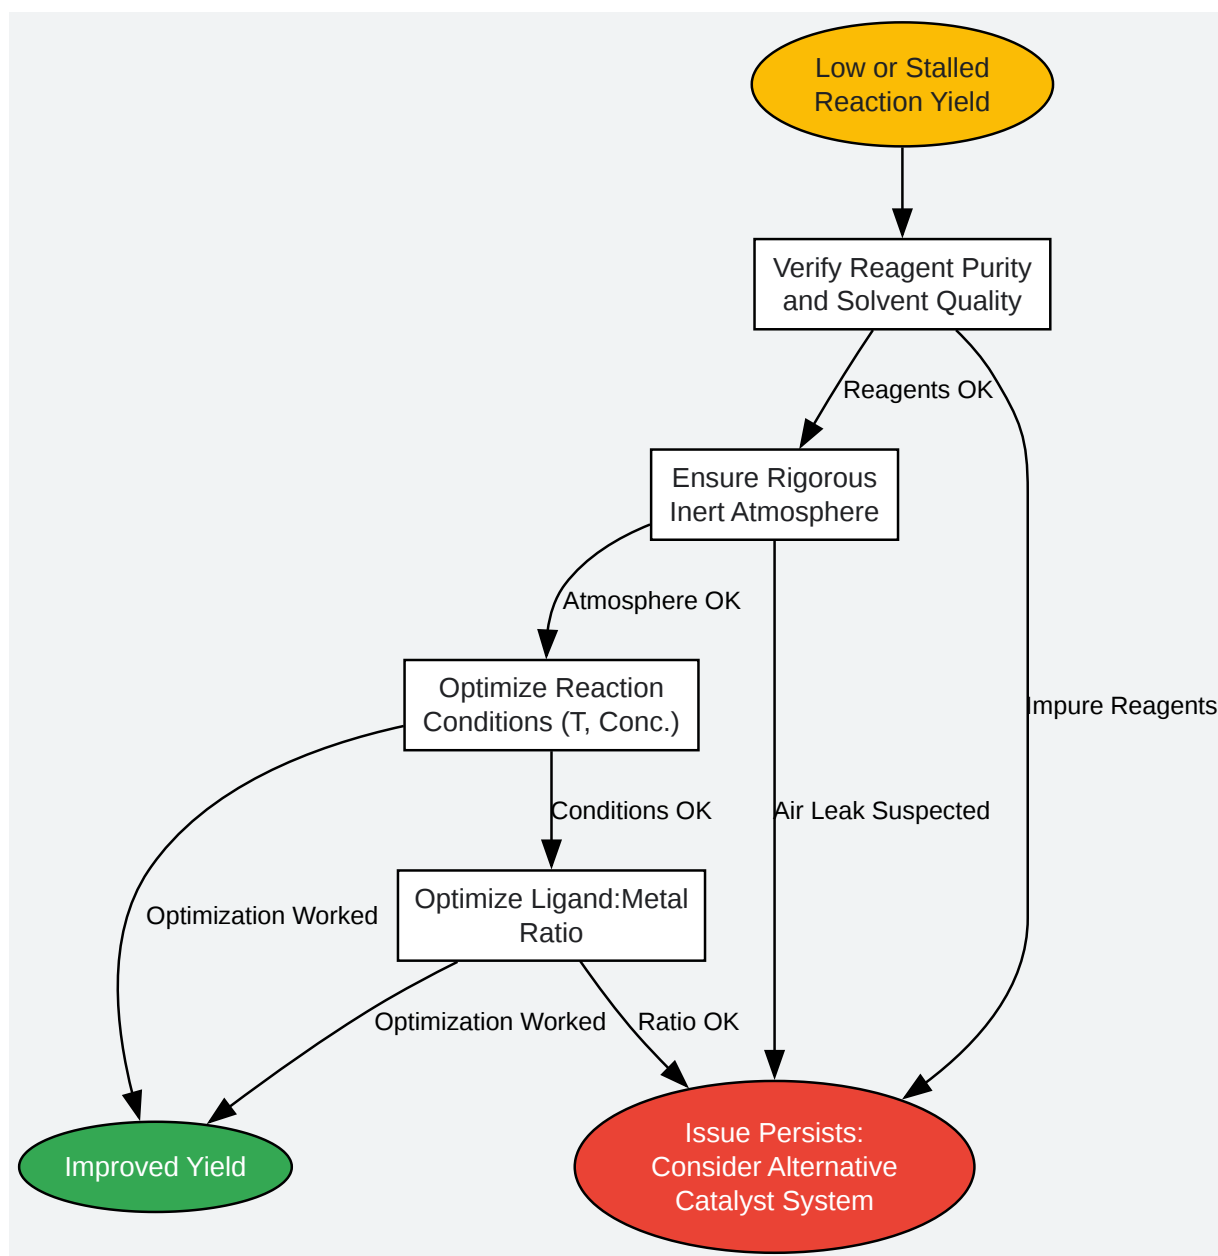 Low or Stalled
Reaction Yield
Verify Reagent Purity
and Solvent Quality
Reagents OK
Ensure Rigorous
Inert Atmosphere
Atmosphere OK
Optimize Reaction
Conditions (T, Conc.)
Impure Reagents
Conditions OK
Air Leak Suspected
Optimize Ligand:Metal
Ratio
Optimization Worked
Optimization Worked
Ratio OK
Improved Yield
Issue Persists:
Consider Alternative
Catalyst System